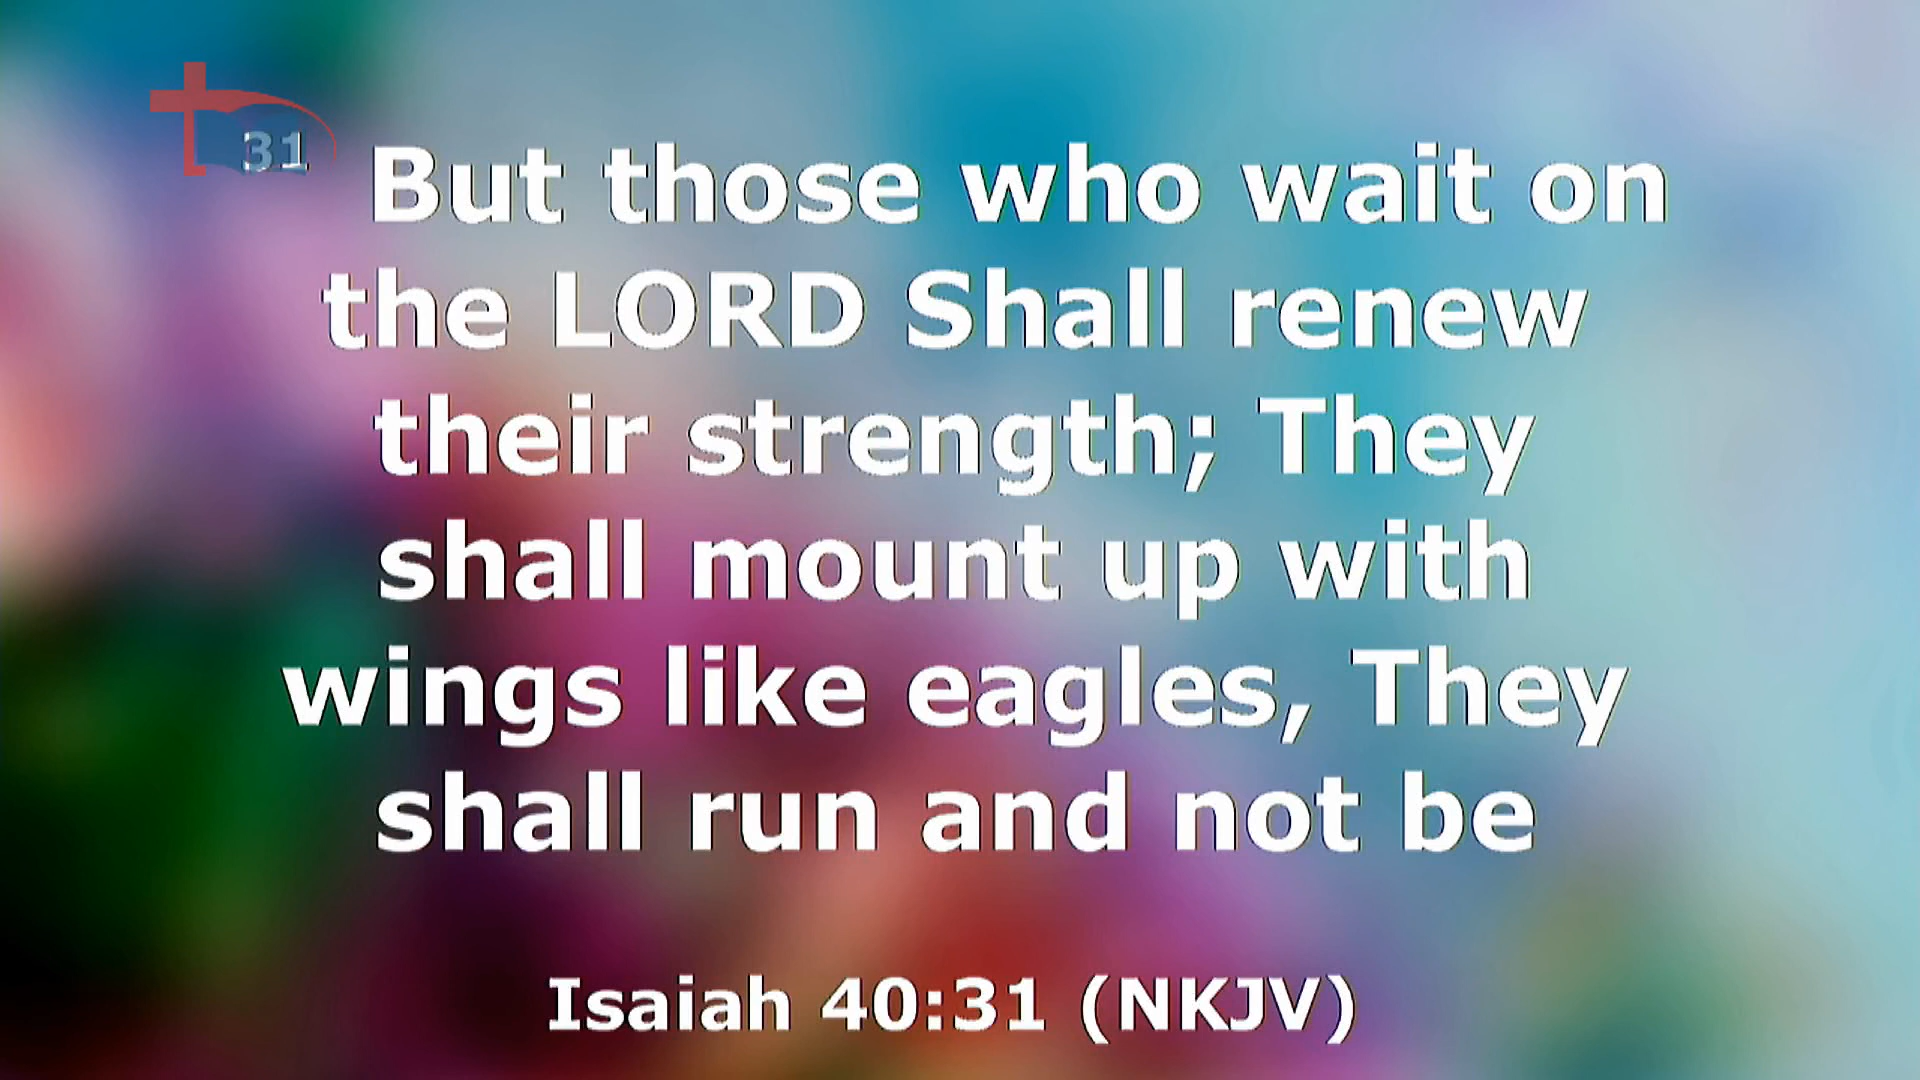 31 But those who wait on
the LORD Shall renew
their strength; They
shall mount up with
wings like eagles, They
shall run and not be
Isaiah 40:31 (NKJV)